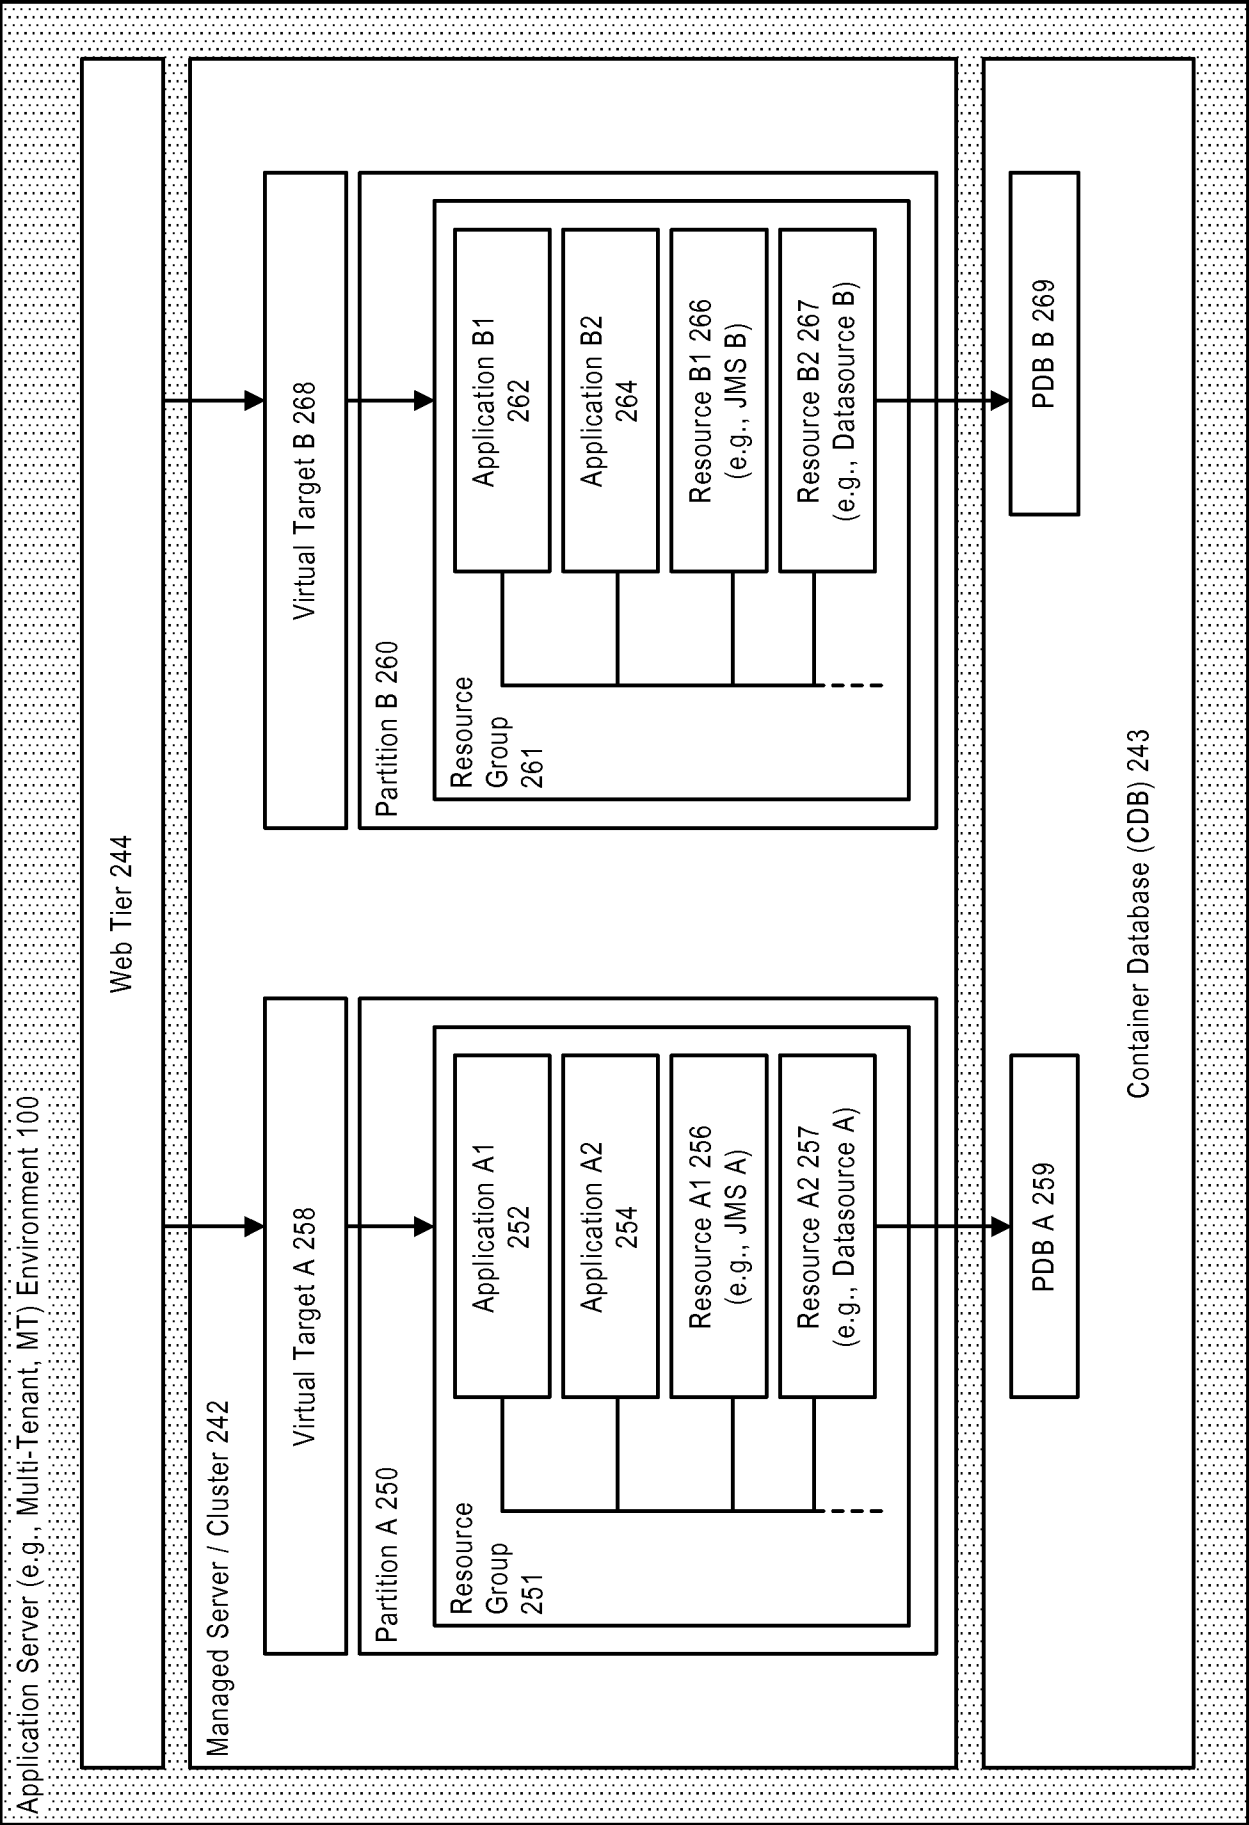 Application Server (e.g., Multi-Tenant, MT) Environment 100
Web Tier 244
Managed Server / Cluster 242
Virtual Target A 258
Partition A 250
Resource
Group
251
Application A1
252
Application A2
254
Resource A1 256
(e.g., JMS A)
Resource A2 257
(e.g., Datasource A)
Virtual Target B 268
Partition B 260
Resource
Group
261
Application B1
262
Application B2
264
Resource B1 266
(e.g., JMS B)
Resource B2 267
(e.g., Datasource B)
PDB A 259
PDB B 269
Container Database (CDB) 243